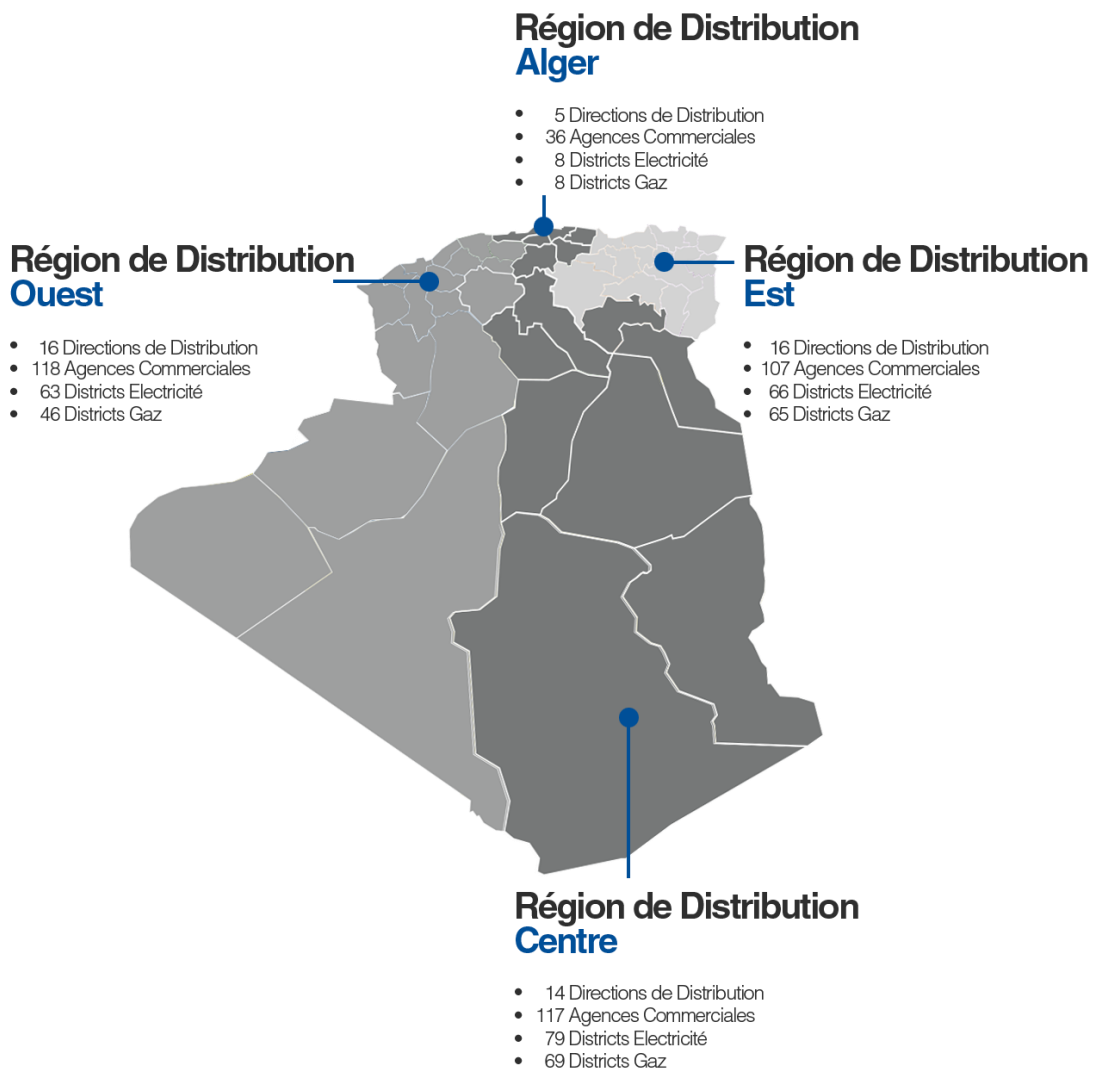 Région de Distribution
Alger
• 5 Directions de Distribution
• 36 Agences Commerciales
• 8 Districts Electricité
• 8 Districts Gaz
Région de Distribution
Ouest
• 16 Directions de Distribution
• 118 Agences Commerciales
• 63 Districts Electricité
• 46 Districts Gaz
Région de Distribution
Est
• 16 Directions de Distribution
• 107 Agences Commerciales
• 66 Districts Electricité
• 65 Districts Gaz
Région de Distribution
Centre
• 14 Directions de Distribution
• 117 Agences Commerciales
• 79 Districts Electricité
• 69 Districts Gaz